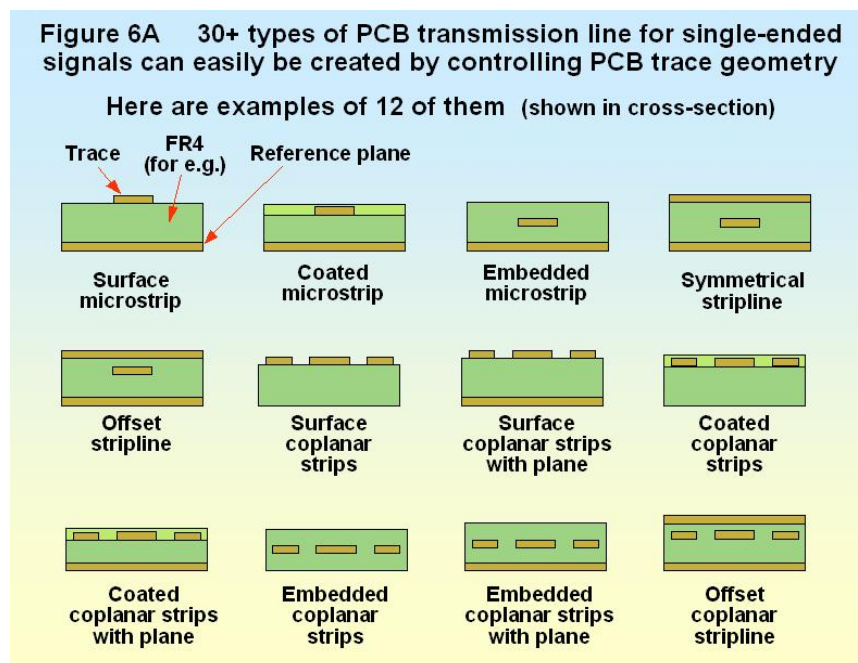 Figure 6A 30+ types of PCB transmission line for single-ended
signals can easily be created by controlling PCB trace geometry
Here are examples of 12 of them (shown in cross-section)
Trace
FR4
(for e.g.)
Reference plane
Surface
microstrip
Coated
microstrip
Embedded
microstrip
Symmetrical
stripline
Offset
stripline
Surface
coplanar
strips
Surface
coplanar strips
with plane
Coated
coplanar
strips
Coated
coplanar strips
with plane
Embedded
coplanar
strips
Embedded
coplanar strips
with plane
Offset
coplanar
stripline